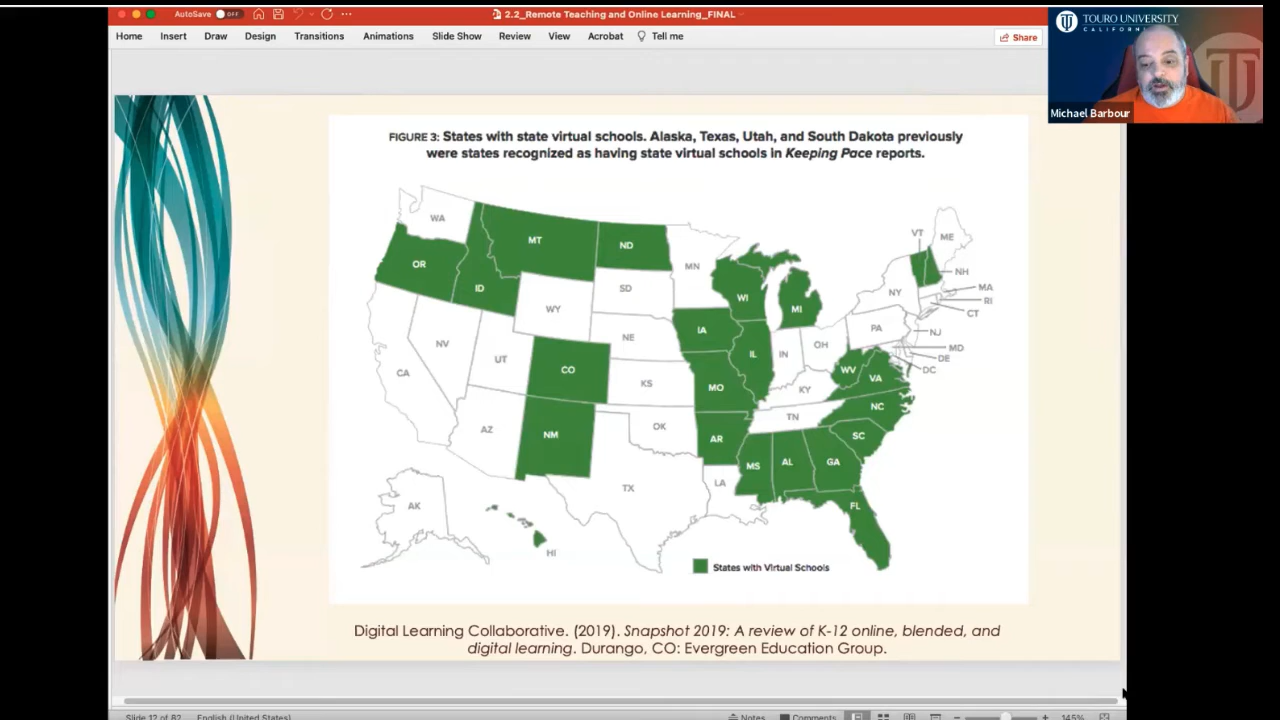 AutoSave OFF
2.2_Remote Teaching and Online Learning_FINAL
Home Insert Draw Design Transitions Animations Slide Show Review View Acrobat Tell me
Share
TOURO UNIVERSITY
CALIFORNIA
Michael Barbour
FIGURE 3: States with state virtual schools. Alaska, Texas, Utah, and South Dakota previously
were states recognized as having state virtual schools in Keeping Pace reports.
WA
MT
ND
MN
VT
ME
OR
ID
WY
SD
WI
MI
NY
NH
MA
RI
CT
NV
UT
CO
NE
IA
IL
IN
OH
PA
NJ
MD
DE
DC
CA
KS
MO
KY
WV
VA
AZ
NM
OK
AR
TN
NC
SC
TX
LA
MS
AL
GA
FL
AK
HI
States with Virtual Schools
Digital Learning Collaborative. (2019). Snapshot 2019: A review of K-12 online, blended, and
digital learning. Durango, CO: Evergreen Education Group.
Slide 12 of 82 English (United States) Notes Comments 145%